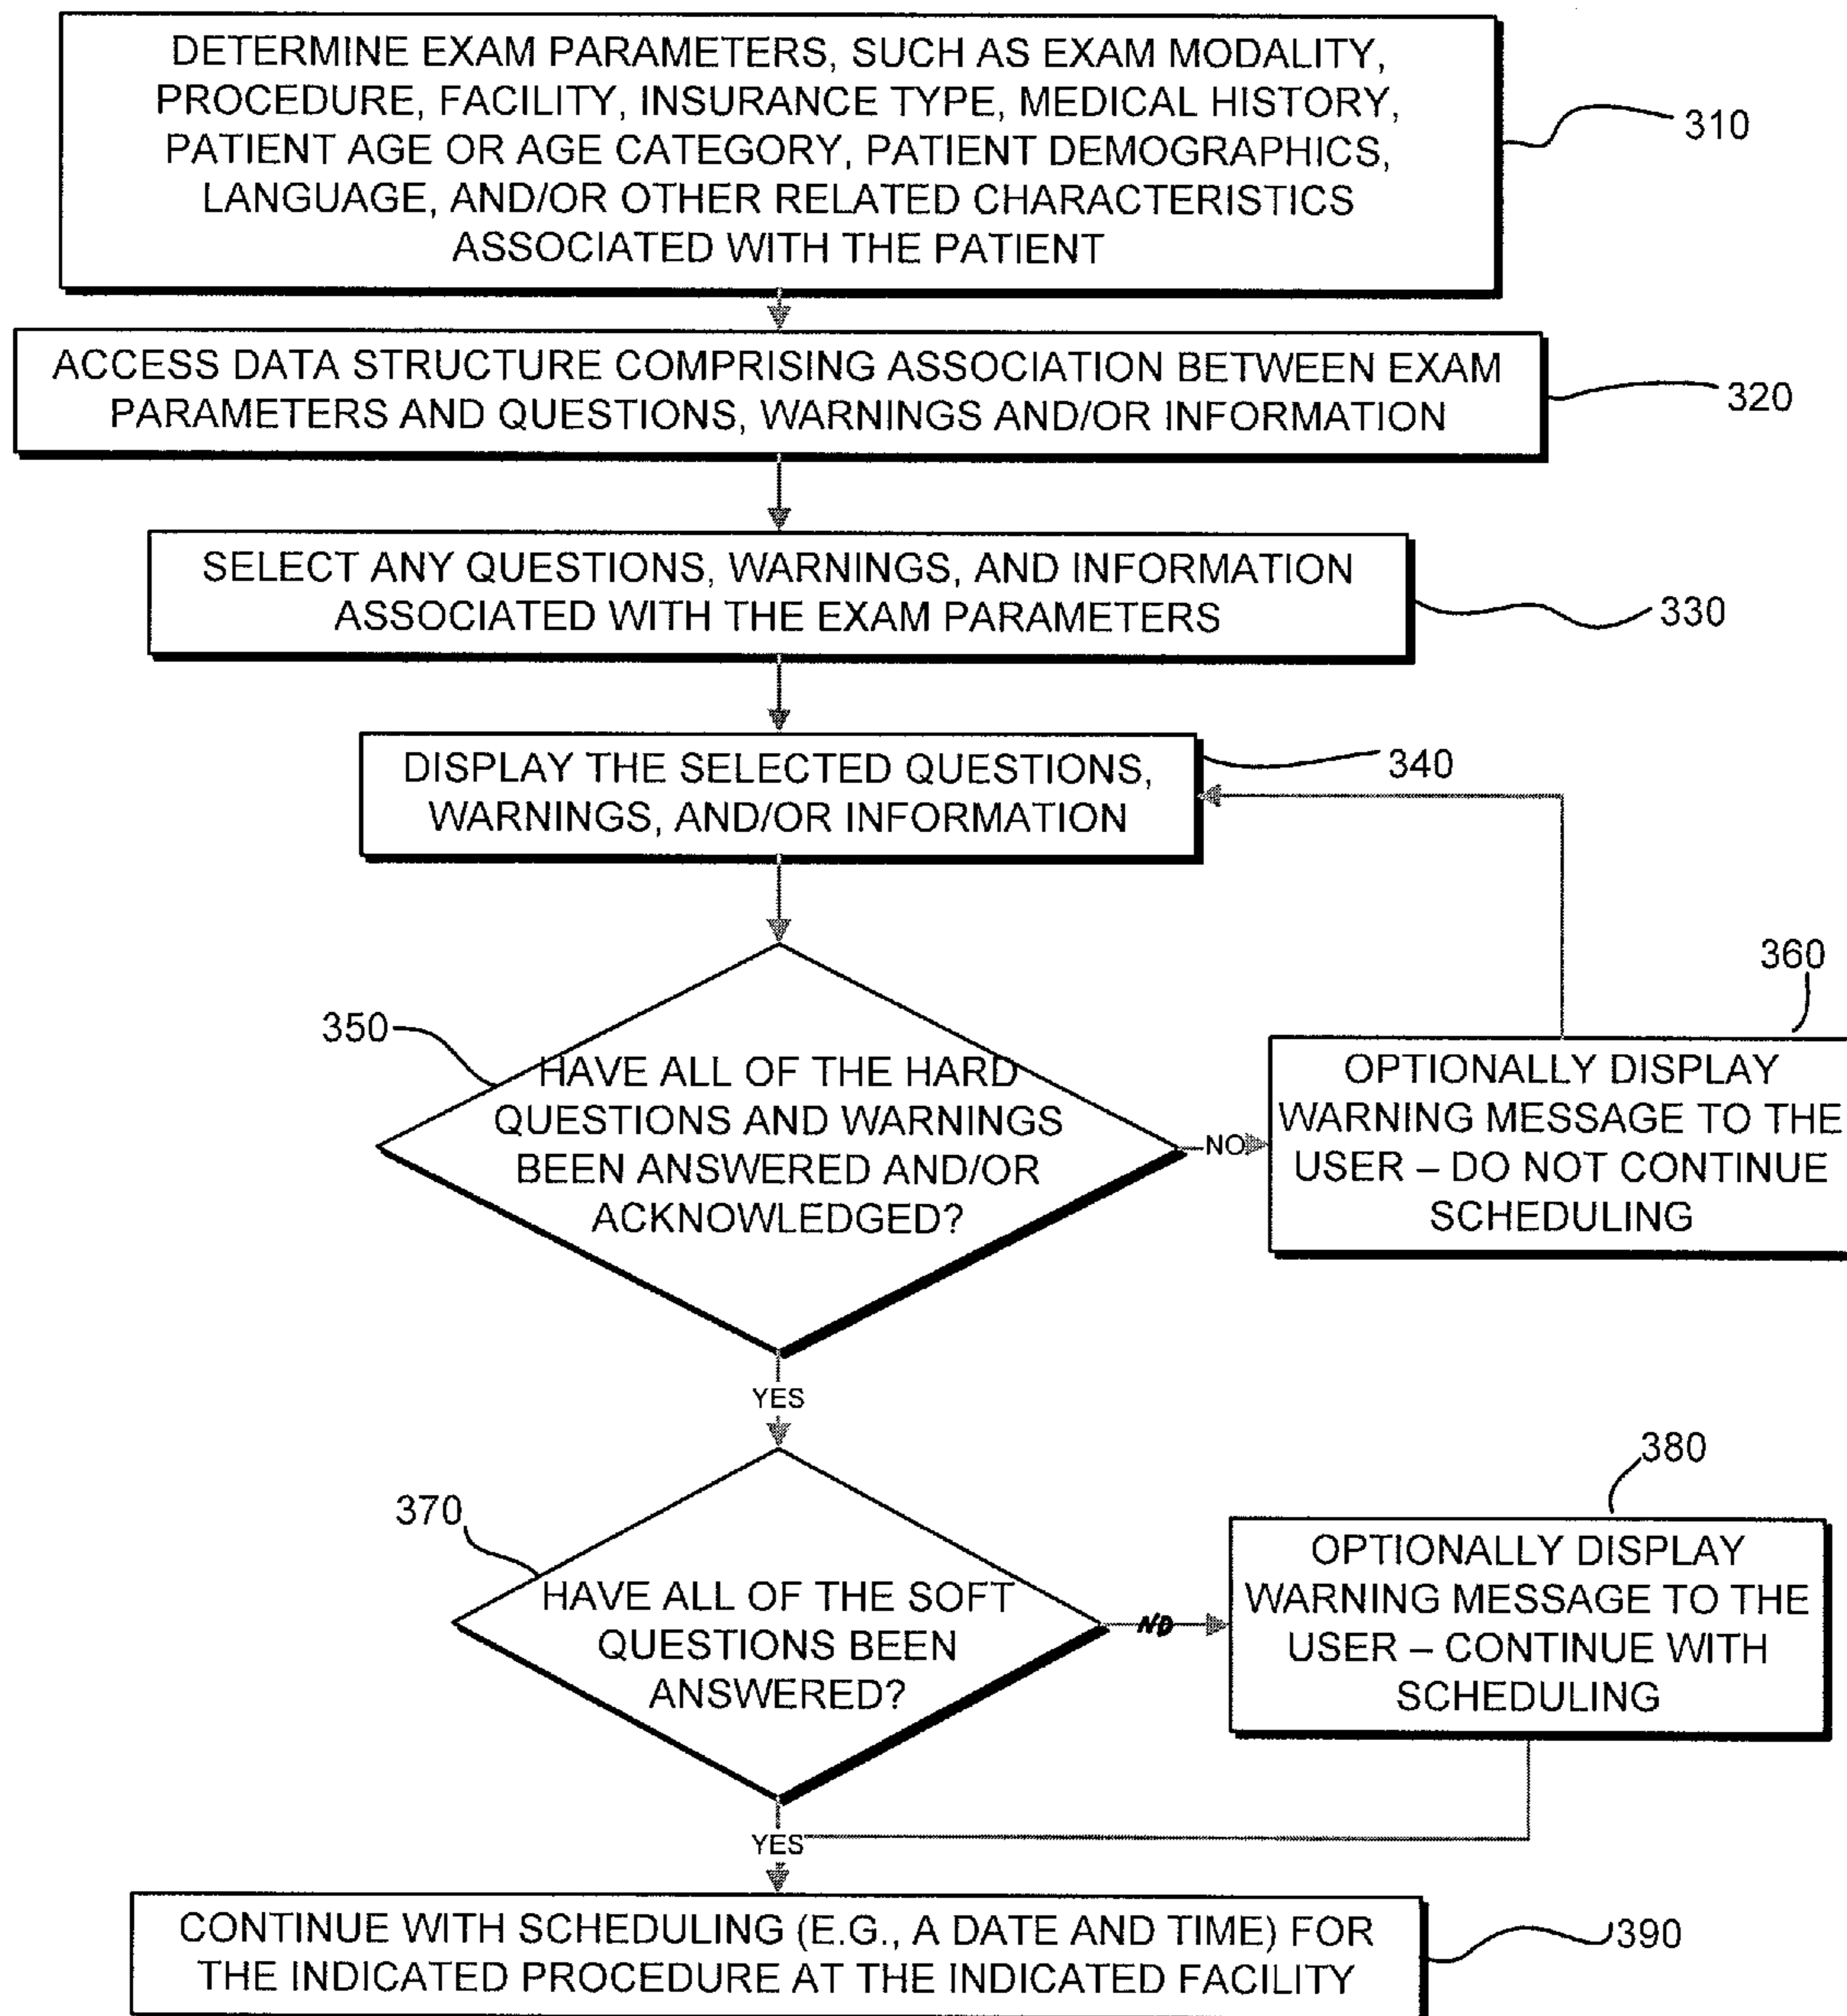 DETERMINE EXAM PARAMETERS, SUCH AS EXAM MODALITY,
PROCEDURE, FACILITY, INSURANCE TYPE, MEDICAL HISTORY,
PATIENT AGE OR AGE CATEGORY, PATIENT DEMOGRAPHICS,
LANGUAGE, AND/OR OTHER RELATED CHARACTERISTICS
ASSOCIATED WITH THE PATIENT
310
ACCESS DATA STRUCTURE COMPRISING ASSOCIATION BETWEEN EXAM
PARAMETERS AND QUESTIONS, WARNINGS AND/OR INFORMATION
320
SELECT ANY QUESTIONS, WARNINGS, AND INFORMATION
ASSOCIATED WITH THE EXAM PARAMETERS
330
DISPLAY THE SELECTED QUESTIONS,
WARNINGS, AND/OR INFORMATION
340
350
HAVE ALL OF THE HARD
QUESTIONS AND WARNINGS
BEEN ANSWERED AND/OR
ACKNOWLEDGED?
NO
360
OPTIONALLY DISPLAY
WARNING MESSAGE TO THE
USER – DO NOT CONTINUE
SCHEDULING
YES
370
HAVE ALL OF THE SOFT
QUESTIONS BEEN
ANSWERED?
NO
380
OPTIONALLY DISPLAY
WARNING MESSAGE TO THE
USER – CONTINUE WITH
SCHEDULING
YES
CONTINUE WITH SCHEDULING (E.G., A DATE AND TIME) FOR
THE INDICATED PROCEDURE AT THE INDICATED FACILITY
390